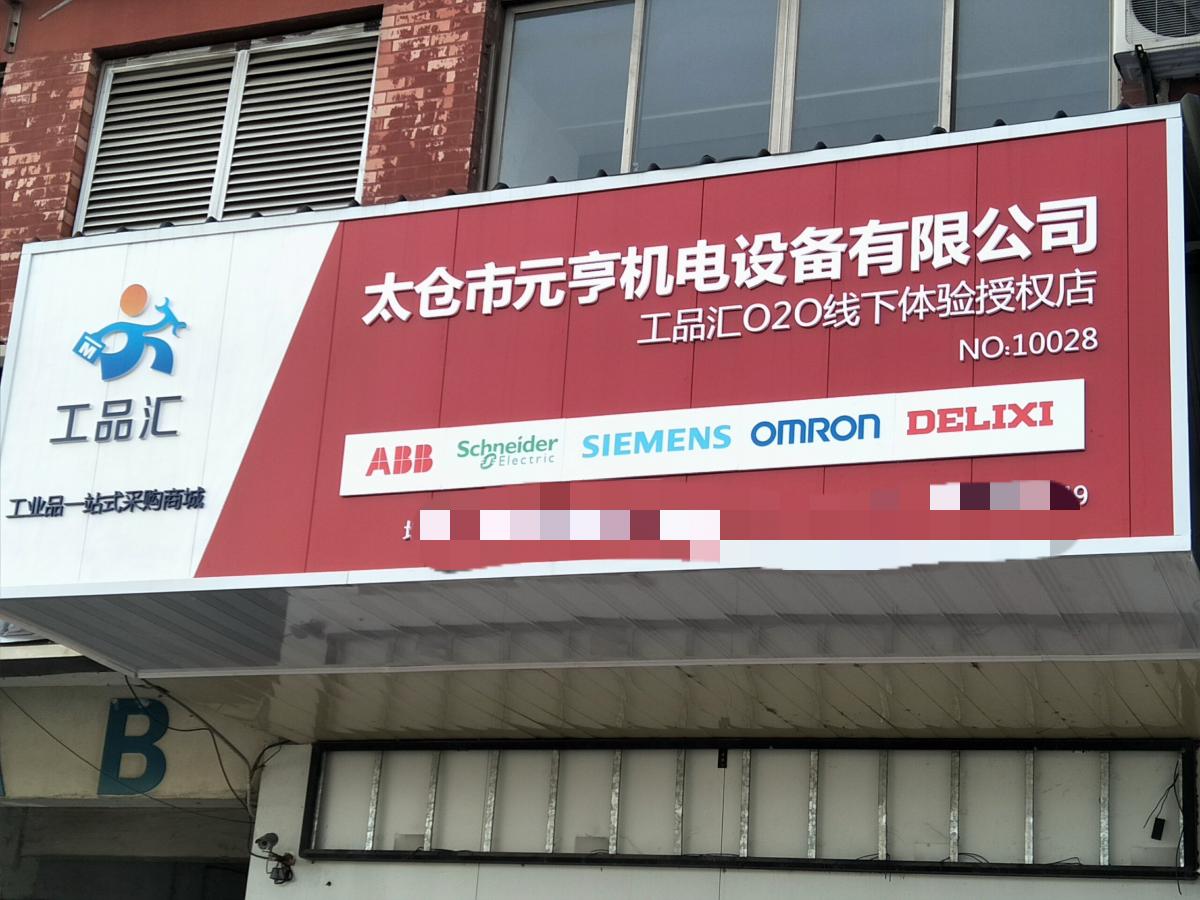 太仓市元亨机电设备有限公司
工品汇O2O线下体验授权店
NO:10028
M
工品汇
工业品一站式采购商城
ABB Schneider Electric SIEMENS OMRON DELIXI
9
B